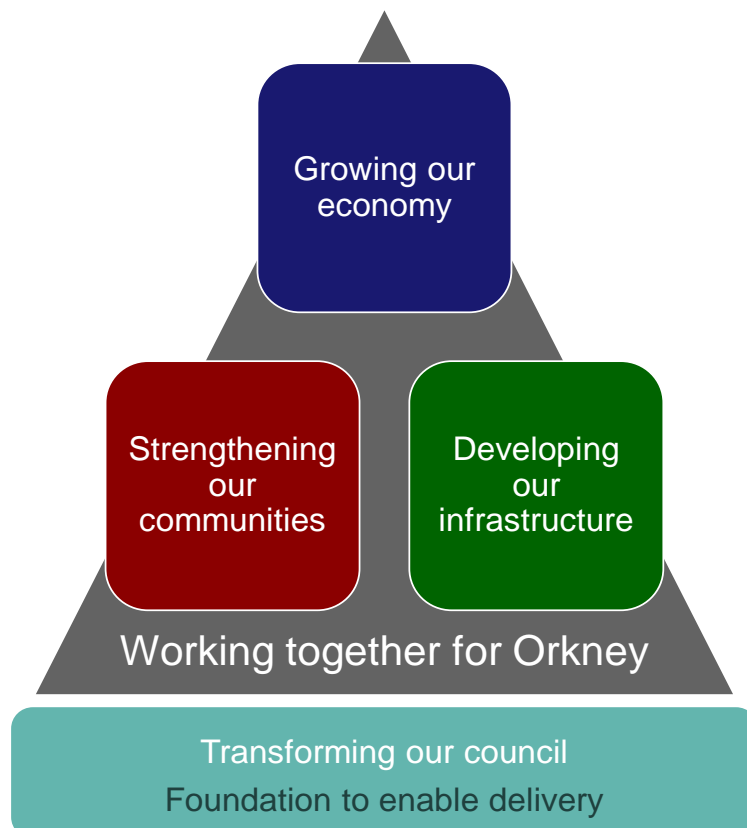 Growing our
economy
Strengthening
our
communities
Developing
our
infrastructure
Working together for Orkney
Transforming our council
Foundation to enable delivery